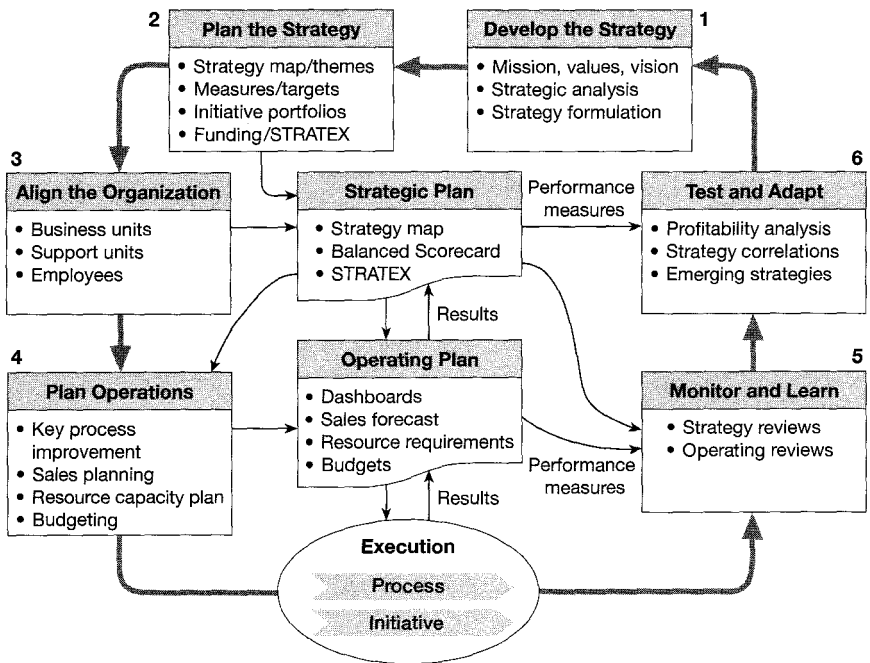 2
Plan the Strategy
• Strategy map/themes
• Measures/targets
• Initiative portfolios
• Funding/STRATEX
Develop the Strategy
1
• Mission, values, vision
• Strategic analysis
• Strategy formulation
3
Align the Organization
• Business units
• Support units
• Employees
Strategic Plan
• Strategy map
• Balanced Scorecard
• STRATEX
Performance
measures
6
Test and Adapt
• Profitability analysis
• Strategy correlations
• Emerging strategies
Results
4
Plan Operations
• Key process
improvement
• Sales planning
• Resource capacity plan
• Budgeting
Operating Plan
• Dashboards
• Sales forecast
• Resource requirements
• Budgets
Performance
measures
5
Monitor and Learn
• Strategy reviews
• Operating reviews
Results
Execution
Process
Initiative